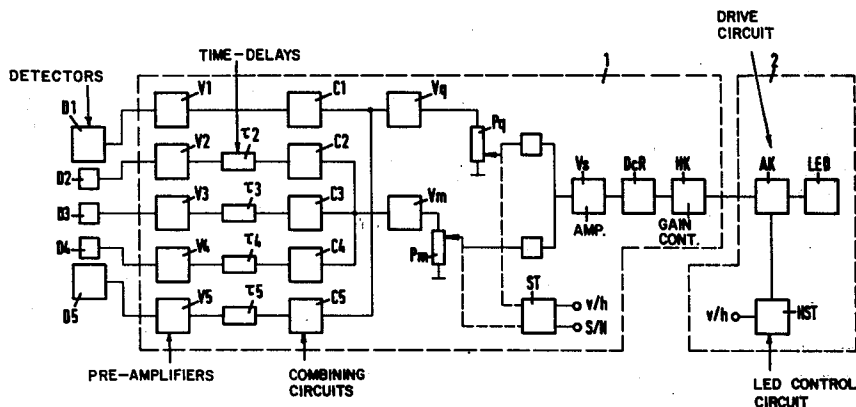 DRIVE
CIRCUIT
TIME-DELAYS
1
2
DETECTORS
D1
V1
C1
Vq
V2
τ2
C2
Pq
D2
Vs
DcR
HK
AK
LEB
D3
V3
τ3
C3
Vm
AMP.
GAIN
CONT.
D4
V4
τ4
C4
Pm
D5
V5
τ5
C5
ST
v/h
S/N
v/h
NST
PRE-AMPLIFIERS
COMBINING
CIRCUITS
LED CONTROL
CIRCUIT